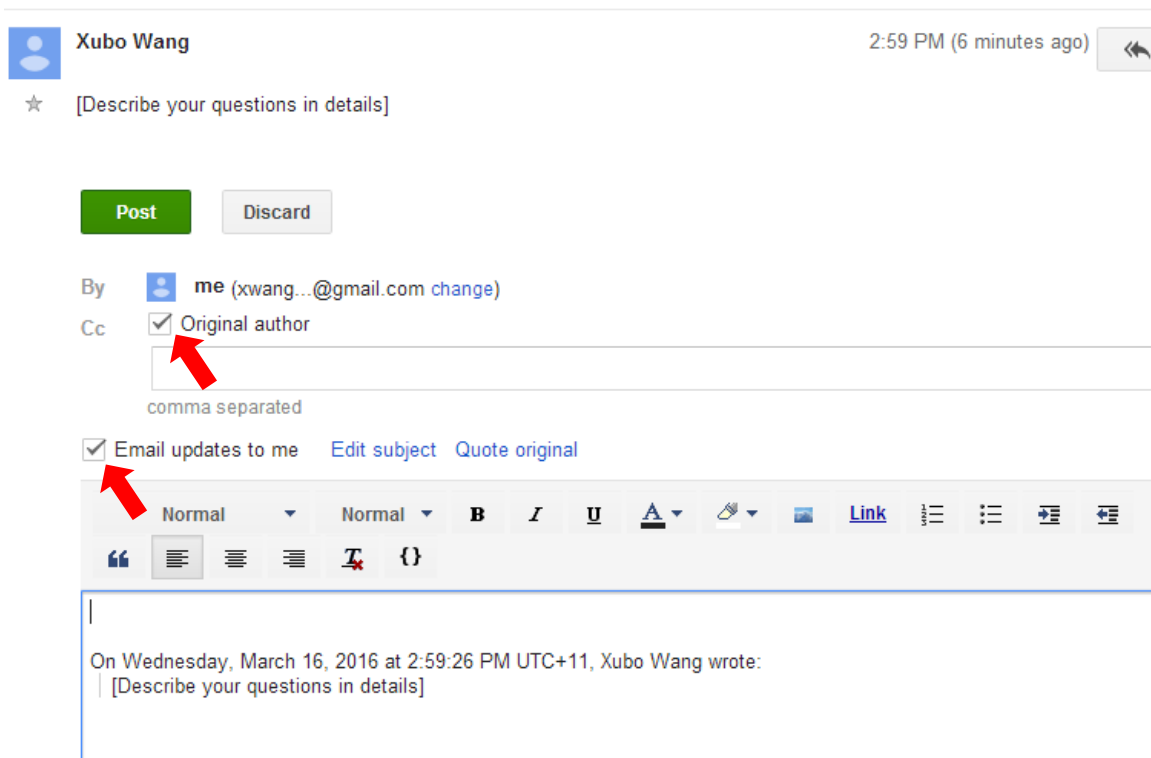 Xubo Wang 2:59 PM (6 minutes ago)
[Describe your questions in details]
Post Discard
By me (xwang...@gmail.com change)
Cc Original author
comma separated
Email updates to me Edit subject Quote original
Normal Normal B I U A Link
T {}
On Wednesday, March 16, 2016 at 2:59:26 PM UTC+11, Xubo Wang wrote:
[Describe your questions in details]